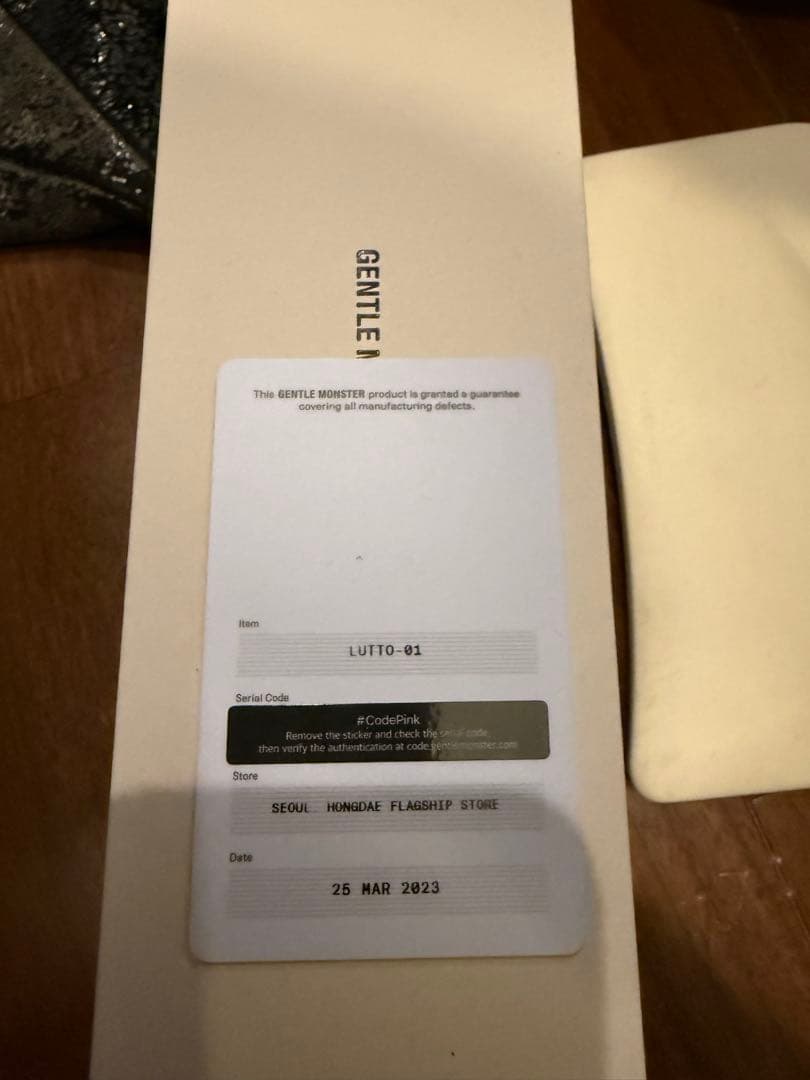 GENTLE M
This GENTLE MONSTER product is granted a guarantee
covering all manufacturing defects.
Item
LUTTO-01
Serial Code
#CodePink
Remove the sticker and check the serial code,
then verify the authentication at code.gentlemonster.com
Store
SEOUL HONGDAE FLAGSHIP STORE
Date
25 MAR 2023